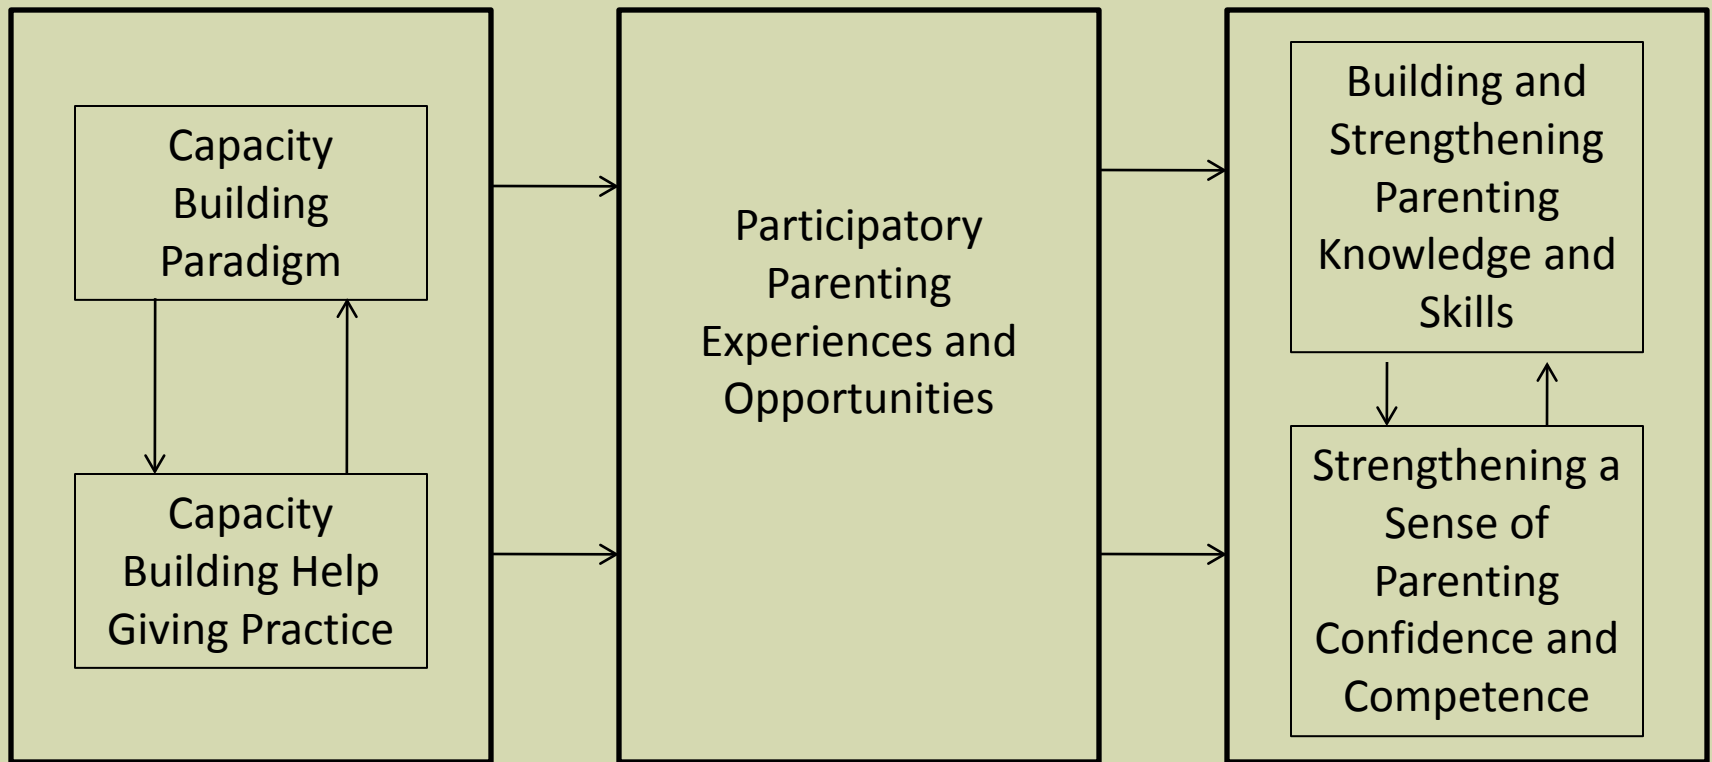 Capacity
Building
Paradigm
Capacity
Building Help
Giving Practice
Participatory
Parenting
Experiences and
Opportunities
Building and
Strengthening
Parenting
Knowledge and
Skills
Strengthening a
Sense of
Parenting
Confidence and
Competence